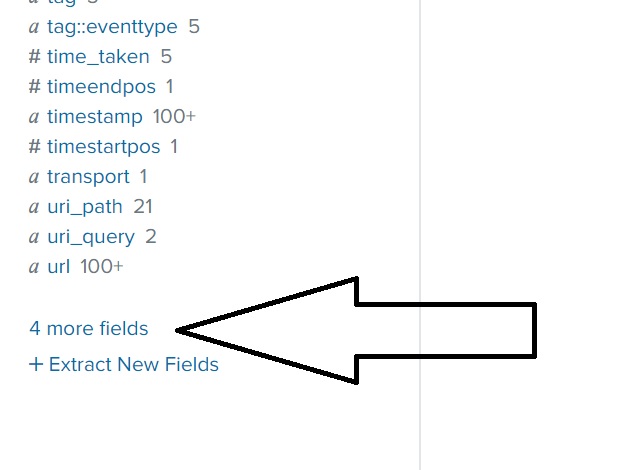 a tag 5
a tag::eventtype 5
# time_taken 5
# timeendpos 1
a timestamp 100+
# timestartpos 1
a transport 1
a uri_path 21
a uri_query 2
a url 100+
4 more fields
+ Extract New Fields